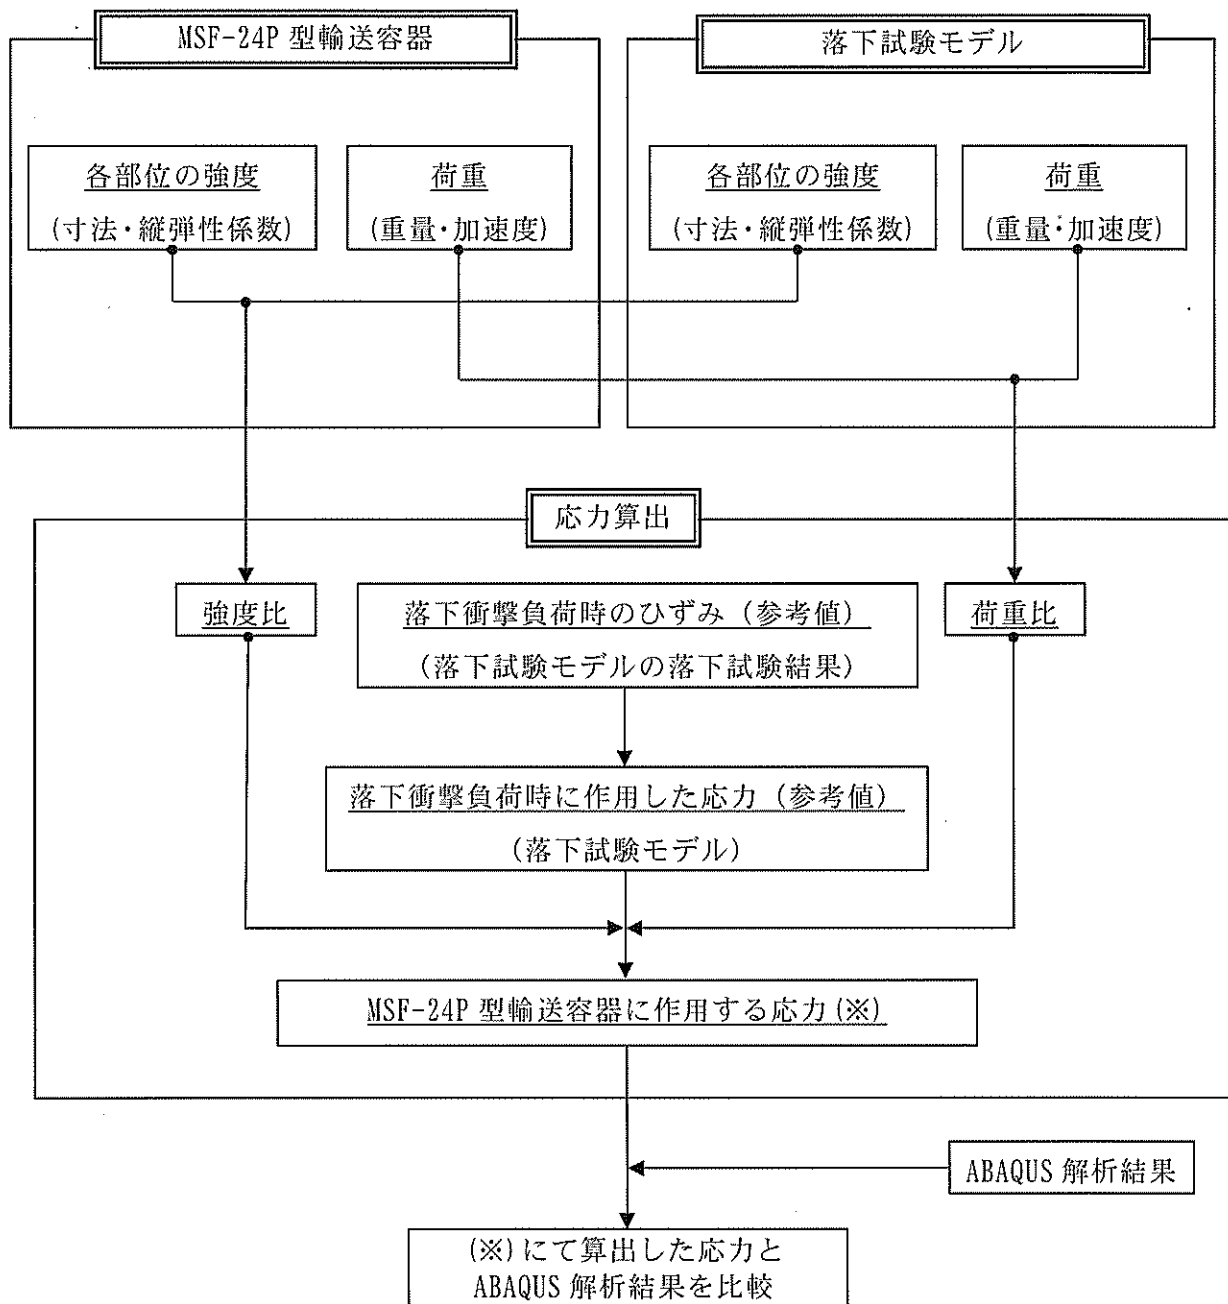 MSF-24P 型輸送容器
落下試験モデル
各部位の強度
(寸法・縦弾性係数)
荷重
(重量・加速度)
各部位の強度
(寸法・縦弾性係数)
荷重
(重量・加速度)
応力算出
強度比
落下衝撃負荷時のひずみ (参考値)
(落下試験モデルの落下試験結果)
荷重比
落下衝撃負荷時に作用した応力 (参考値)
(落下試験モデル)
MSF-24P 型輸送容器に作用する応力(※)
ABAQUS 解析結果
(※)にて算出した応力と
ABAQUS 解析結果を比較